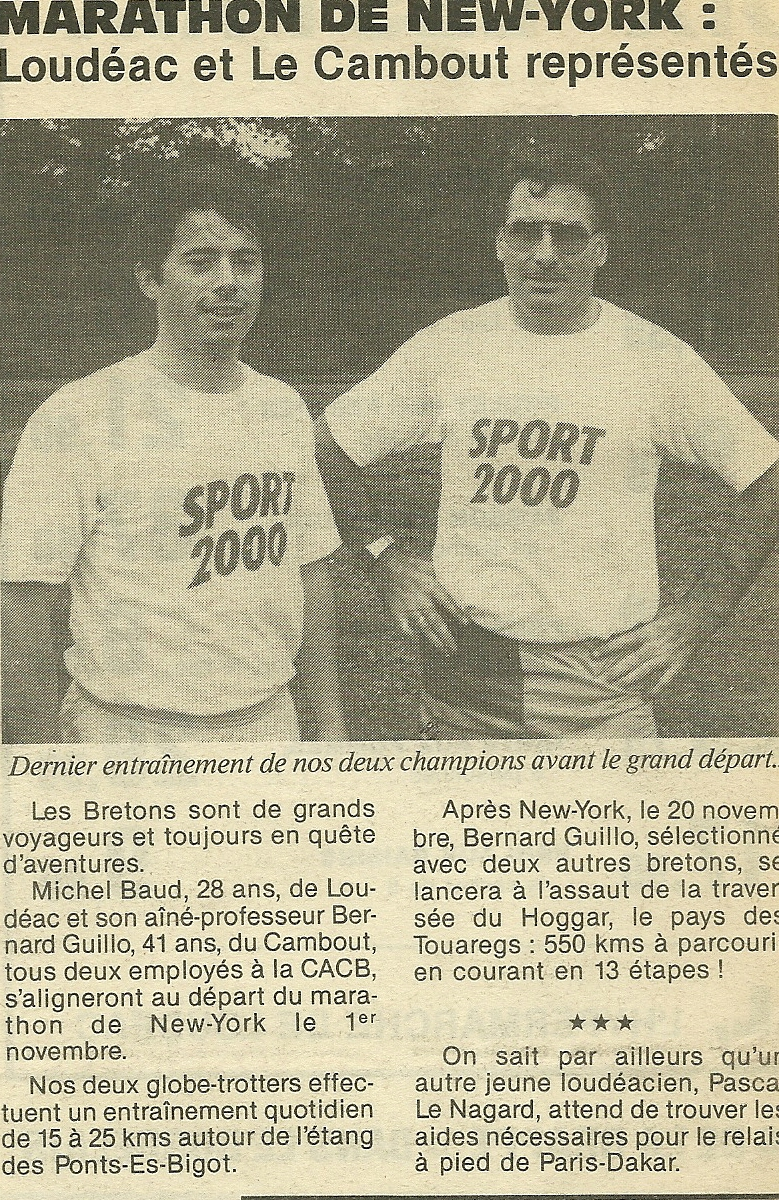 MARATHON DE NEW-YORK :
Loudéac et Le Cambout représentés
SPORT
2000
SPORT
2000
Dernier entraînement de nos deux champions avant le grand départ..
Les Bretons sont de grands
voyageurs et toujours en quête
d'aventures.
Michel Baud, 28 ans, de Lou-
déac et son aîné-professeur Ber-
nard Guillo, 41 ans, du Cambout,
tous deux employés à la CACB,
s'aligneront au départ du mara-
thon de New-York le 1er
novembre.
Nos deux globe-trotters effec-
tuent un entraînement quotidien
de 15 à 25 kms autour de l'étang
des Ponts-Es-Bigot.
Après New-York, le 20 novem
bre, Bernard Guillo, sélectionné
avec deux autres bretons, se
lancera à l'assaut de la traver
sée du Hoggar, le pays des
Touaregs : 550 kms à parcouri
en courant en 13 étapes !
★★★
On sait par ailleurs qu'un
autre jeune loudéacien, Pasca
Le Nagard, attend de trouver les
aides nécessaires pour le relais
à pied de Paris-Dakar.